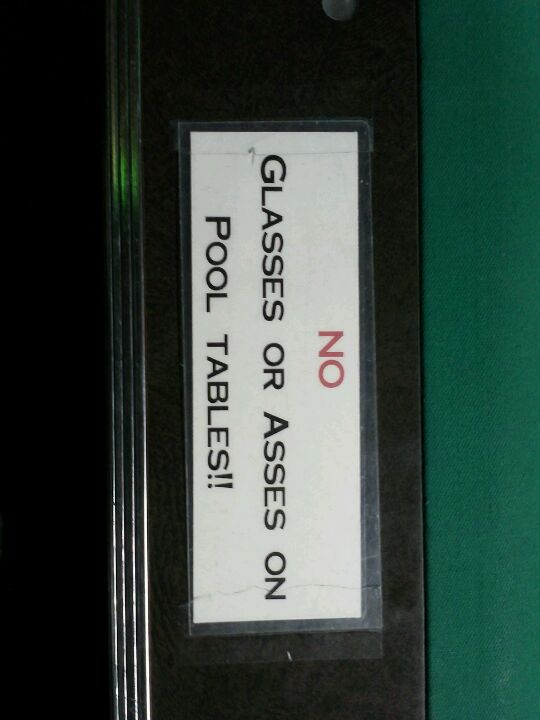 NO
GLASSES OR ASSES ON
POOL TABLES!!